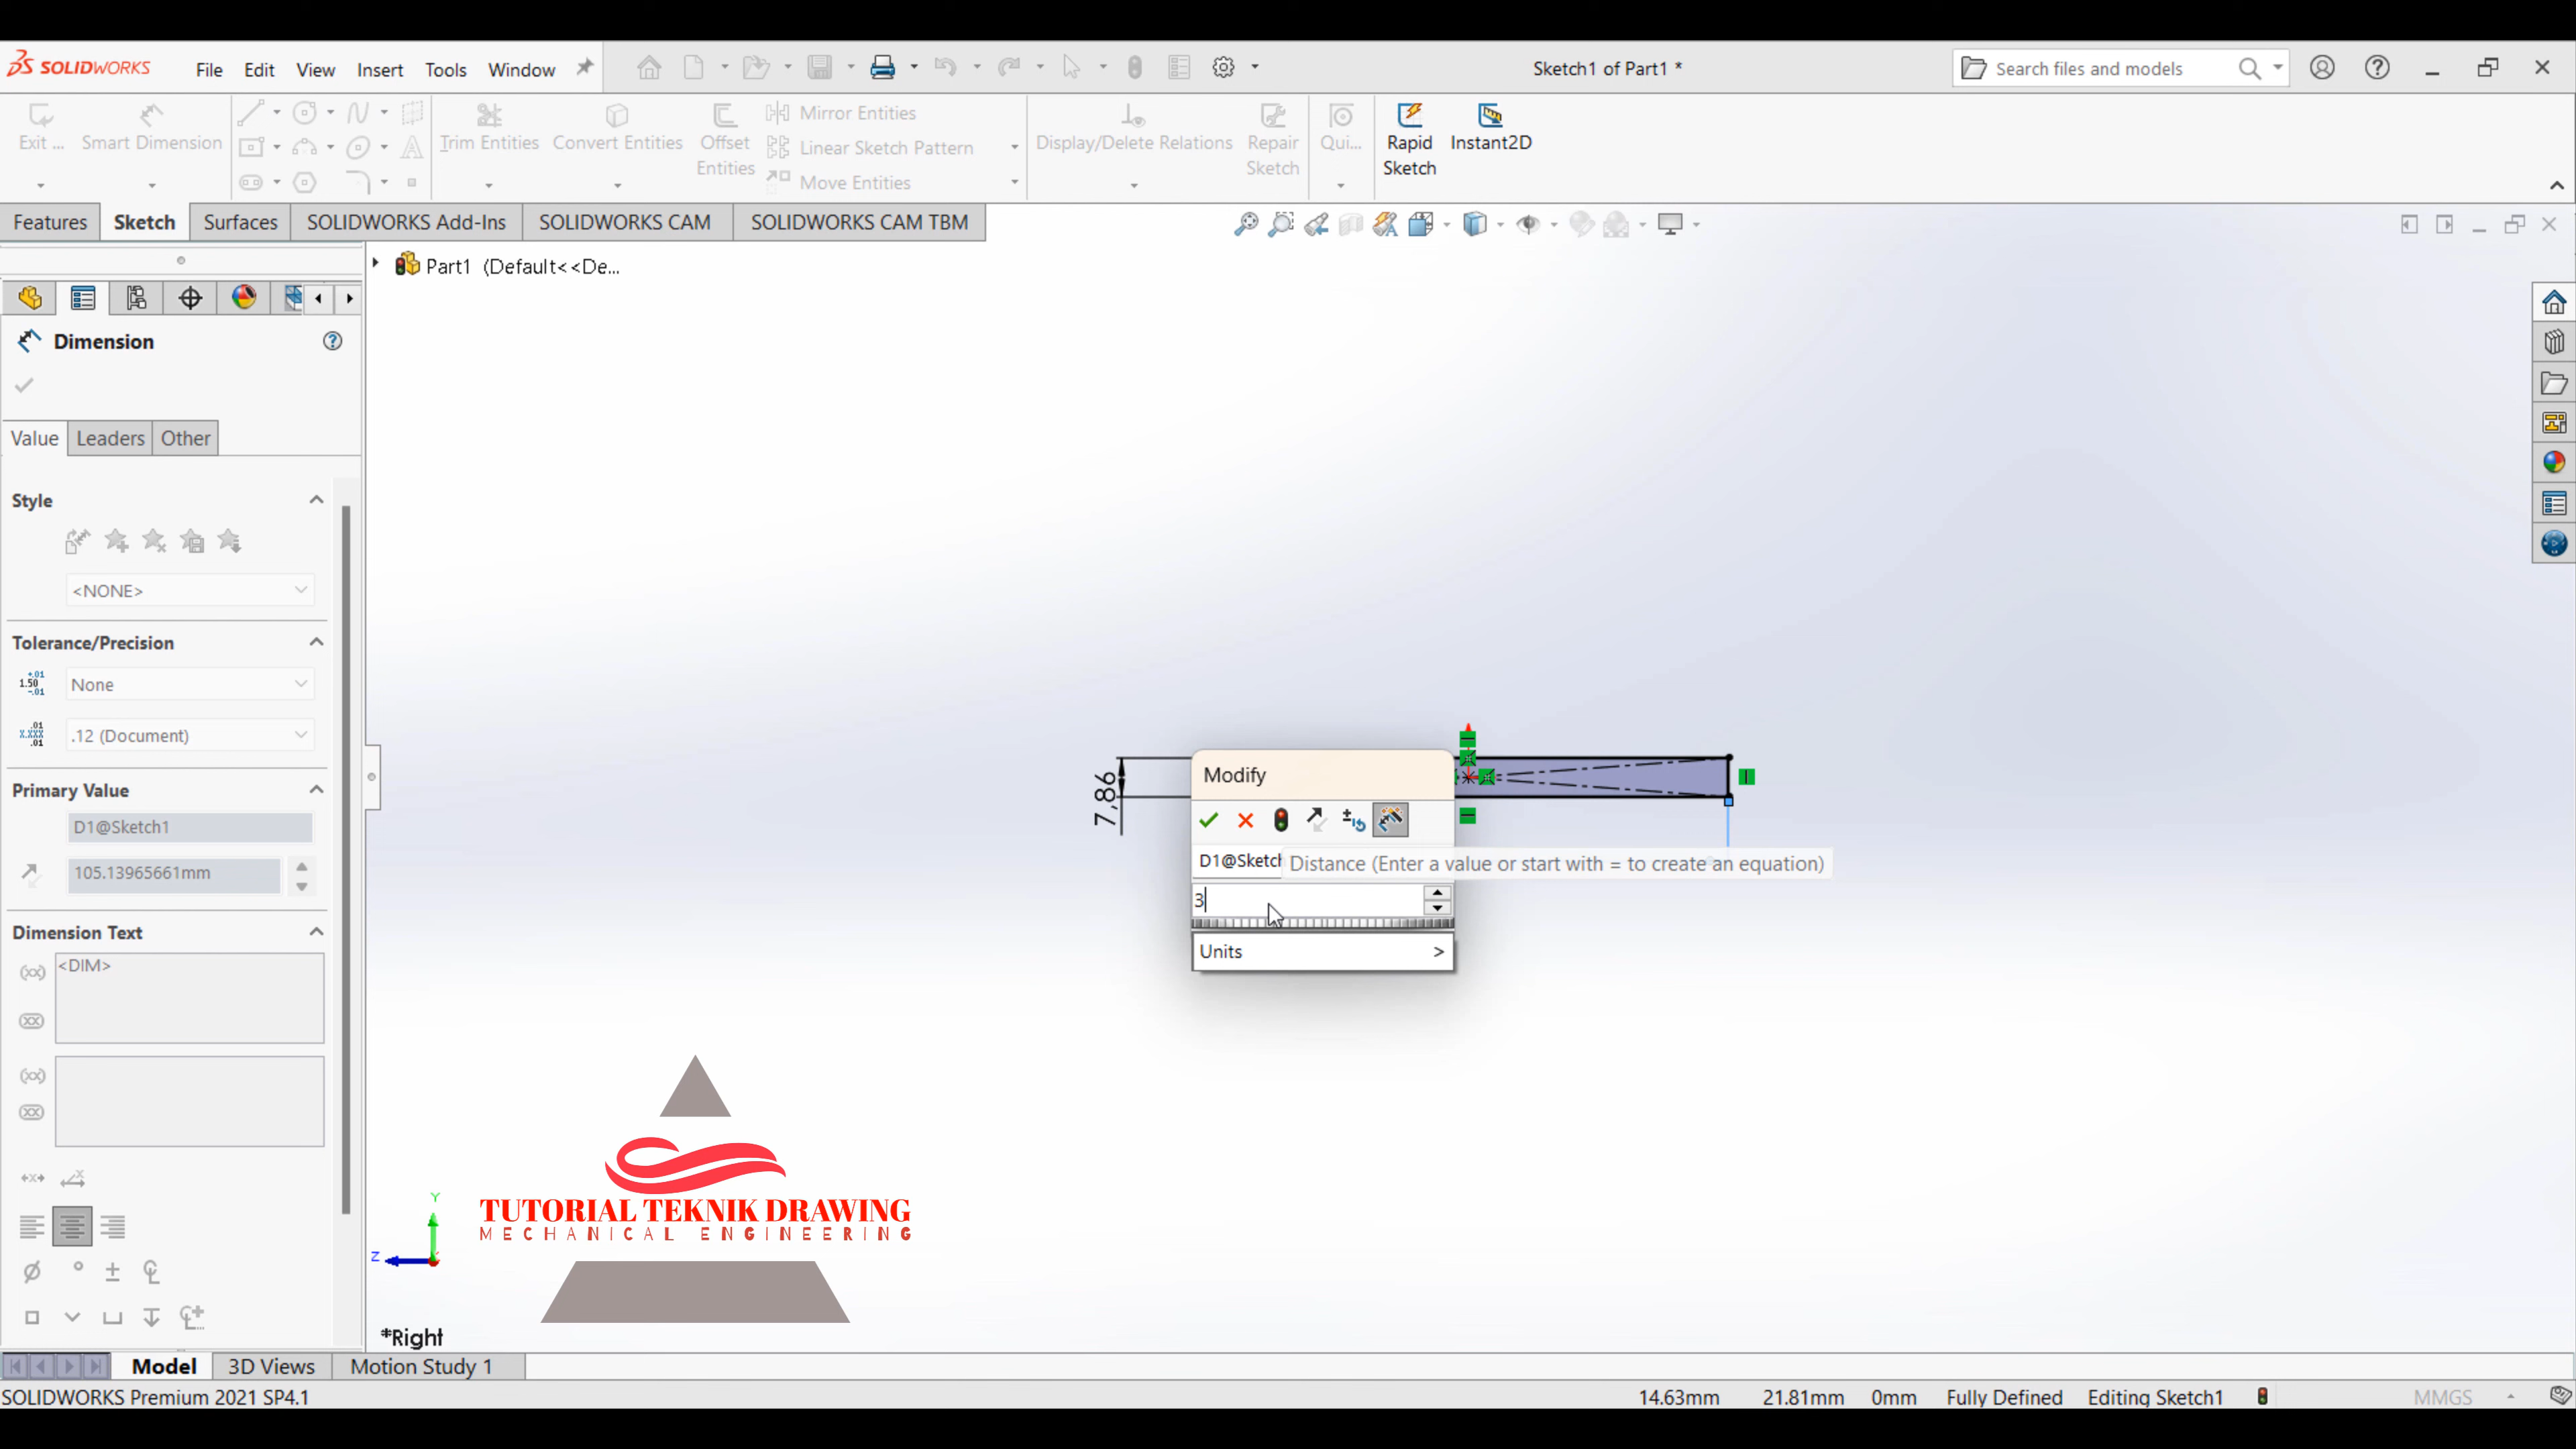 SOLIDWORKS File Edit View Insert Tools Window Sketch1 of Part1 * Search files and models
Exit ... Smart Dimension Trim Entities Convert Entities Offset Entities Mirror Entities Linear Sketch Pattern Move Entities Display/Delete Relations Repair Sketch Qui... Rapid Sketch Instant2D
Features Sketch Surfaces SOLIDWORKS Add-Ins SOLIDWORKS CAM SOLIDWORKS CAM TBM
Part1 (Default<<De...
Dimension
Value Leaders Other
Style
<NONE>
Tolerance/Precision
None
.12 (Document)
Primary Value
D1@Sketch1
105.13965661mm
Dimension Text
<DIM>
7,86
Modify
D1@Sketch
Distance (Enter a value or start with = to create an equation)
3
Units >
TUTORIAL TEKNIK DRAWING
MECHANICAL ENGINEERING
Y
Z
*Right
Model 3D Views Motion Study 1
SOLIDWORKS Premium 2021 SP4.1 14.63mm 21.81mm 0mm Fully Defined Editing Sketch1 MMGS